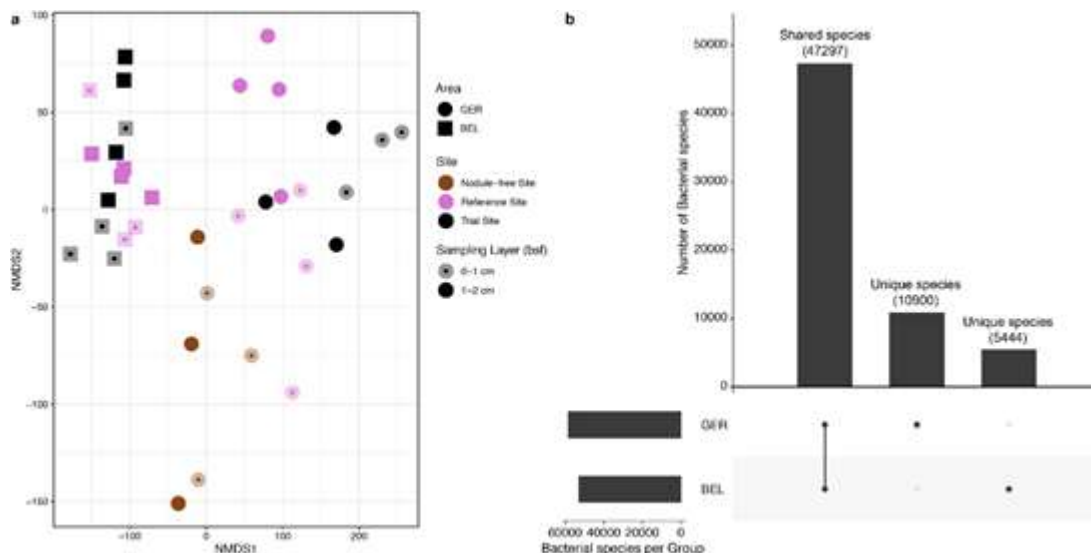 a
100
50
0
−50
−100
−150
NMDS2
−100 0 100 200
NMDS1
Area
GER
BEL
Site
Nodule-free Site
Reference Site
Trial Site
Sampling Layer (bsf)
0−1 cm
1−2 cm
b
50000
40000
30000
20000
10000
0
Number of Bacterial species
Shared species
(47297)
Unique species
(10900)
Unique species
(5444)
GER
BEL
60000 40000 20000 0
Bacterial species per Group